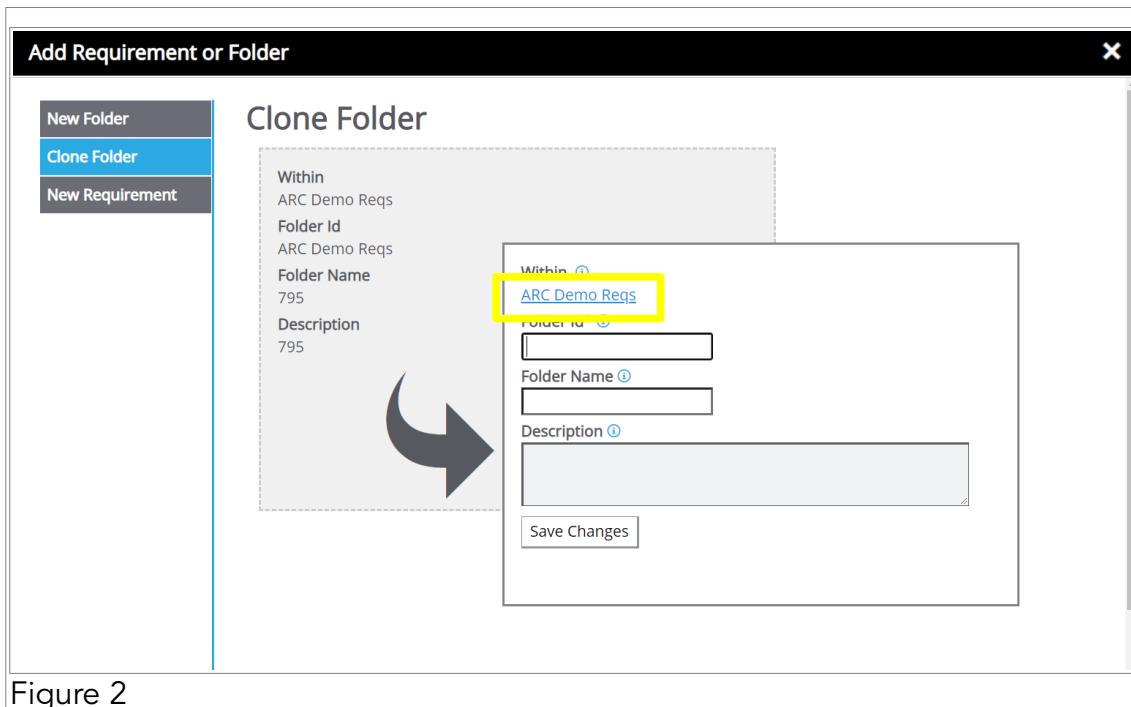 Add Requirement or Folder
New Folder
Clone Folder
New Requirement
Clone Folder
Within
ARC Demo Reqs
Folder Id
ARC Demo Reqs
Folder Name
795
Description
795
Within
ARC Demo Reqs
Folder Id
Folder Name
Description
Save Changes
Figure 2